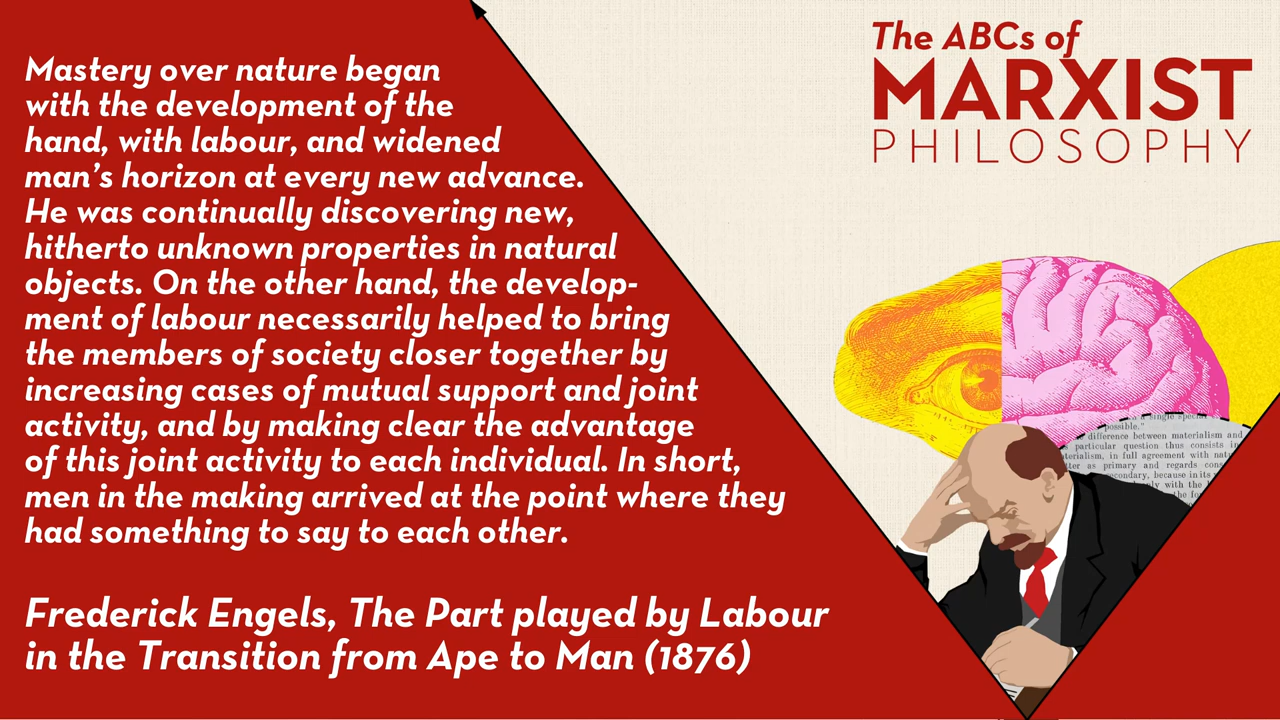 Mastery over nature began
with the development of the
hand, with labour, and widened
man's horizon at every new advance.
He was continually discovering new,
hitherto unknown properties in natural
objects. On the other hand, the develop-
ment of labour necessarily helped to bring
the members of society closer together by
increasing cases of mutual support and joint
activity, and by making clear the advantage
of this joint activity to each individual. In short,
men in the making arrived at the point where they
had something to say to each other.
Frederick Engels, The Part played by Labour
in the Transition from Ape to Man (1876)
The ABCs of
MARXIST
PHILOSOPHY
a single
possible."
difference between materialism and
particular question thus consists
in full agreement with
as primary and regards
because in its
with the
the